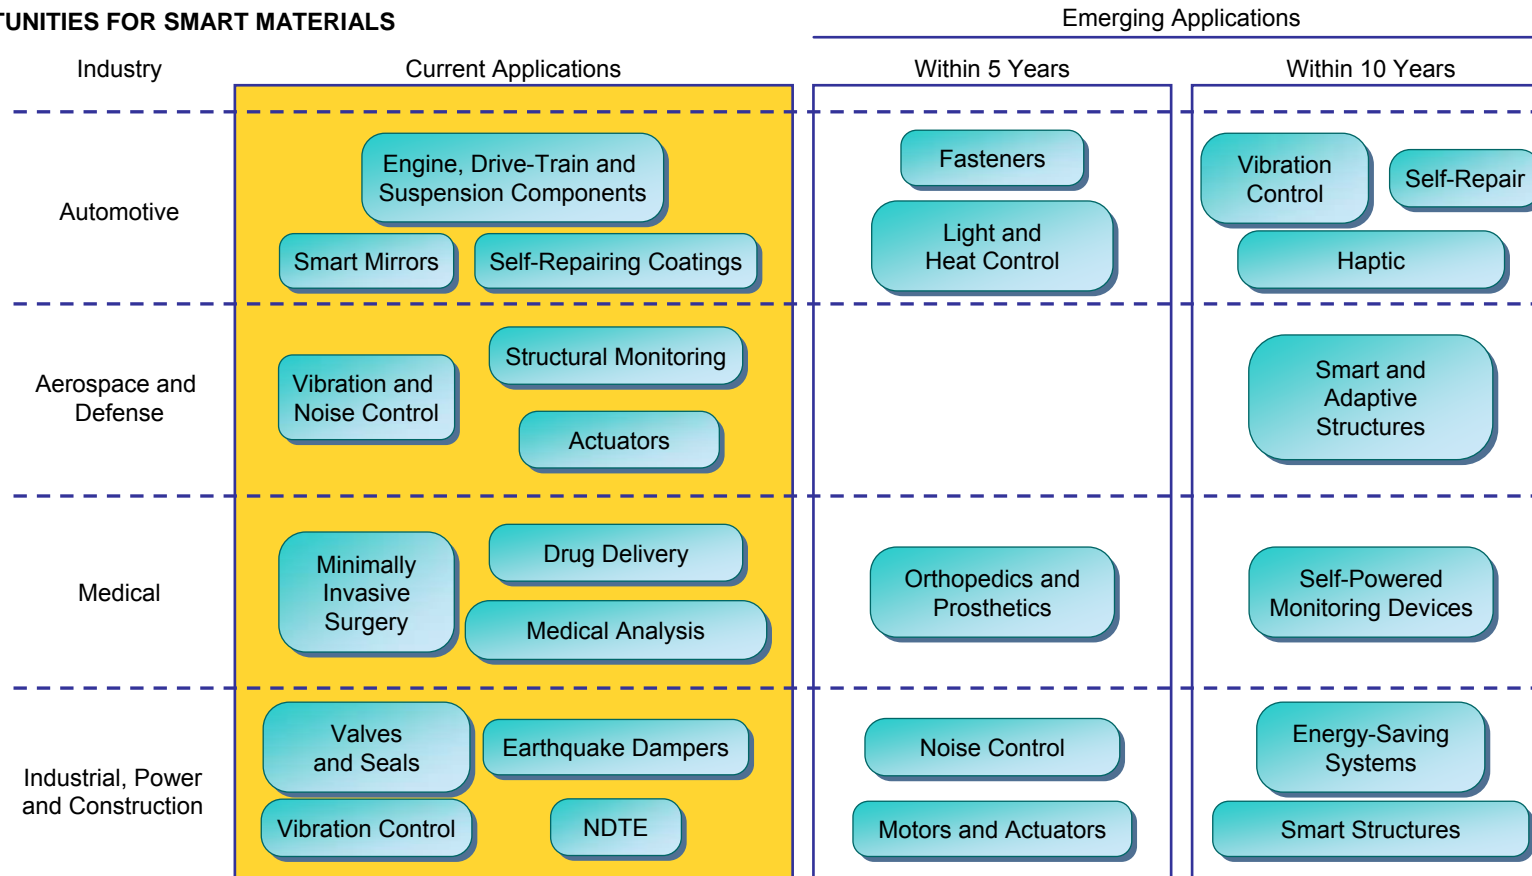 TUNITIES FOR SMART MATERIALS
Emerging Applications
Industry
Current Applications
Within 5 Years
Within 10 Years
Automotive
Engine, Drive-Train and
Suspension Components
Smart Mirrors
Self-Repairing Coatings
Fasteners
Light and
Heat Control
Vibration
Control
Self-Repair
Haptic
Aerospace and
Defense
Vibration and
Noise Control
Structural Monitoring
Actuators
Smart and
Adaptive
Structures
Medical
Minimally
Invasive
Surgery
Drug Delivery
Medical Analysis
Orthopedics and
Prosthetics
Self-Powered
Monitoring Devices
Industrial, Power
and Construction
Valves
and Seals
Earthquake Dampers
Vibration Control
NDTE
Noise Control
Motors and Actuators
Energy-Saving
Systems
Smart Structures